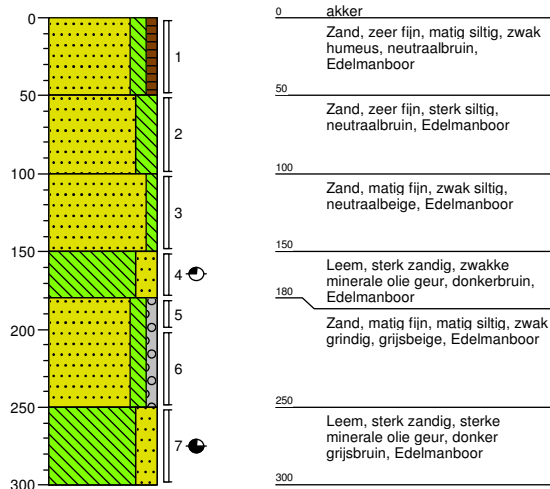 0
50
100
150
200
250
300
1
2
3
4
5
6
7
0 akker
Zand, zeer fijn, matig siltig, zwak
humeus, neutraalbruin,
Edelmanboor
50
Zand, zeer fijn, sterk siltig,
neutraalbruin, Edelmanboor
100
Zand, matig fijn, zwak siltig,
neutraalbeige, Edelmanboor
150
Leem, sterk zandig, zwakke
minerale olie geur, donkerbruin,
Edelmanboor
180
Zand, matig fijn, matig siltig, zwak
grindig, grijsbeige, Edelmanboor
250
Leem, sterk zandig, sterke
minerale olie geur, donker
grijsbruin, Edelmanboor
300